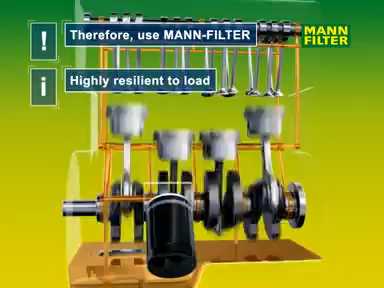 !
Therefore, use MANN-FILTER
MANN
FILTER
i
Highly resilient to load